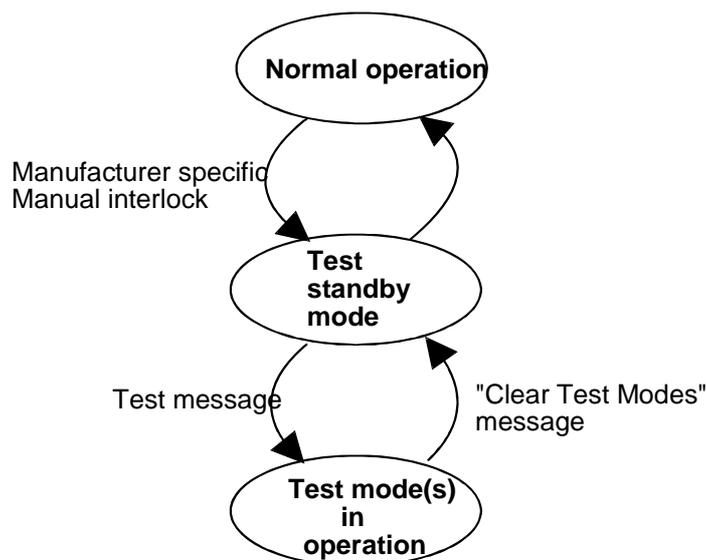 Normal operation
Manufacturer specific
Manual interlock
Test
standby
mode
Test message
"Clear Test Modes"
message
Test mode(s)
in
operation